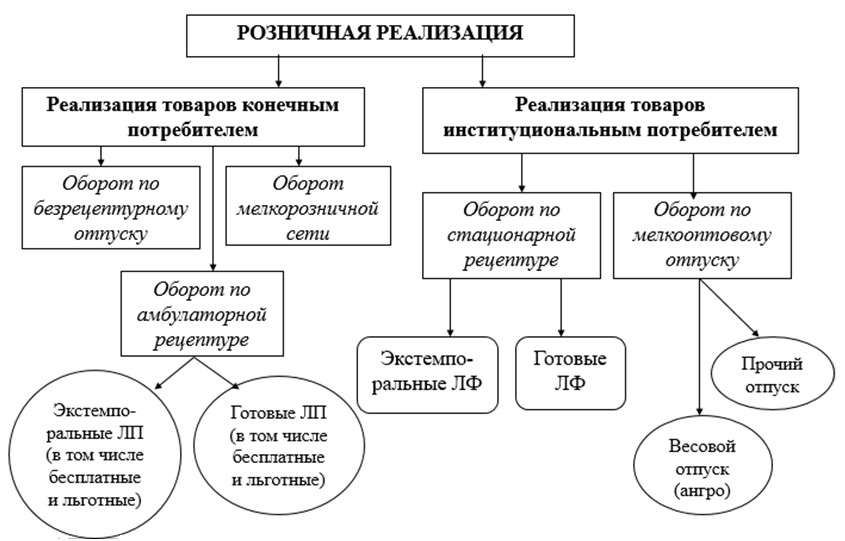 РОЗНИЧНАЯ РЕАЛИЗАЦИЯ
Реализация товаров конечным
потребителем
Реализация товаров
институциональным потребителем
Оборот по
безрецептурному
отпуску
Оборот
мелкорозничной
сети
Оборот по
стационарной
рецептуре
Оборот по
мелкооптовому
отпуску
Оборот по
амбулаторной
рецептуре
Экстемпо-
ральные ЛФ
Готовые
ЛФ
Прочий
отпуск
Экстемпо-
ральные ЛП
(в том числе
бесплатные
и льготные)
Готовые ЛП
(в том числе
бесплатные
и льготные)
Весовой
отпуск
(ангро)